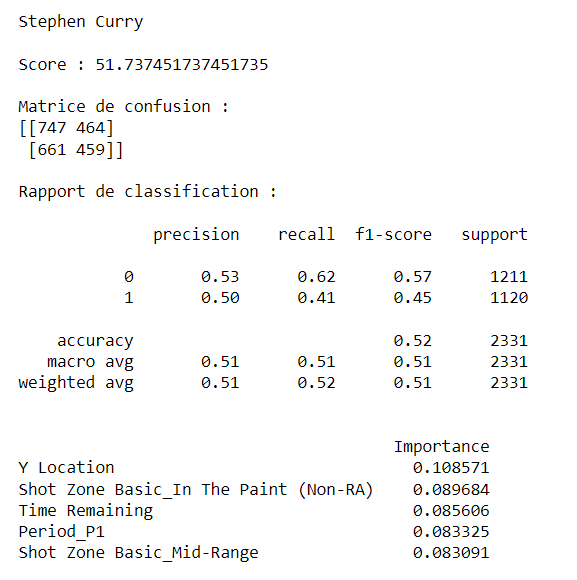 Stephen Curry
Score : 51.737451737451735
Matrice de confusion :
[[747 464]
 [661 459]]
Rapport de classification :
precision recall f1-score support
0 0.53 0.62 0.57 1211
1 0.50 0.41 0.45 1120
accuracy 0.52 2331
macro avg 0.51 0.51 0.51 2331
weighted avg 0.51 0.52 0.51 2331
Importance
Y Location 0.108571
Shot Zone Basic_In The Paint (Non-RA) 0.089684
Time Remaining 0.085606
Period_P1 0.083325
Shot Zone Basic_Mid-Range 0.083091